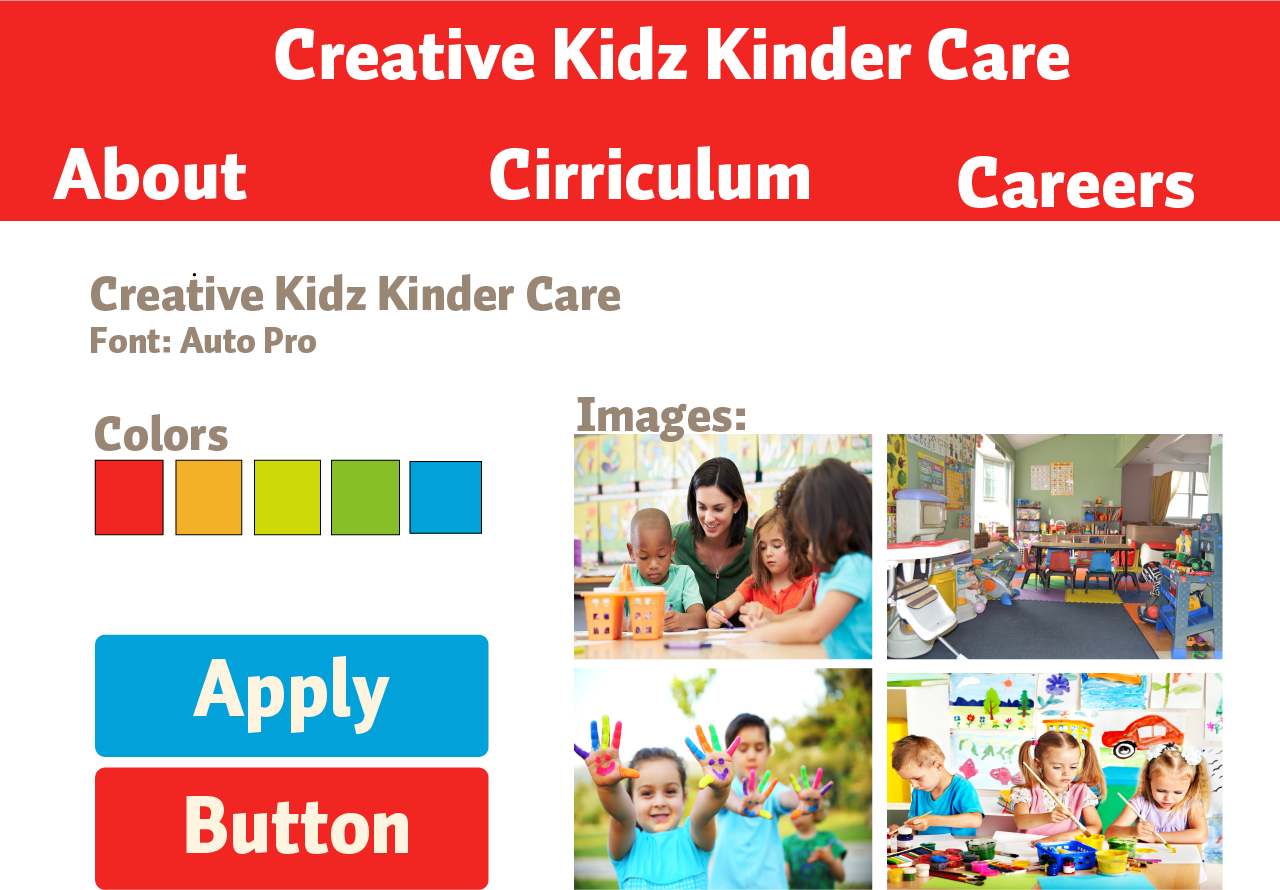 Creative Kidz Kinder Care
About Cirriculum Careers
Creative Kidz Kinder Care
Font: Auto Pro
Colors
Images:
Apply
Button